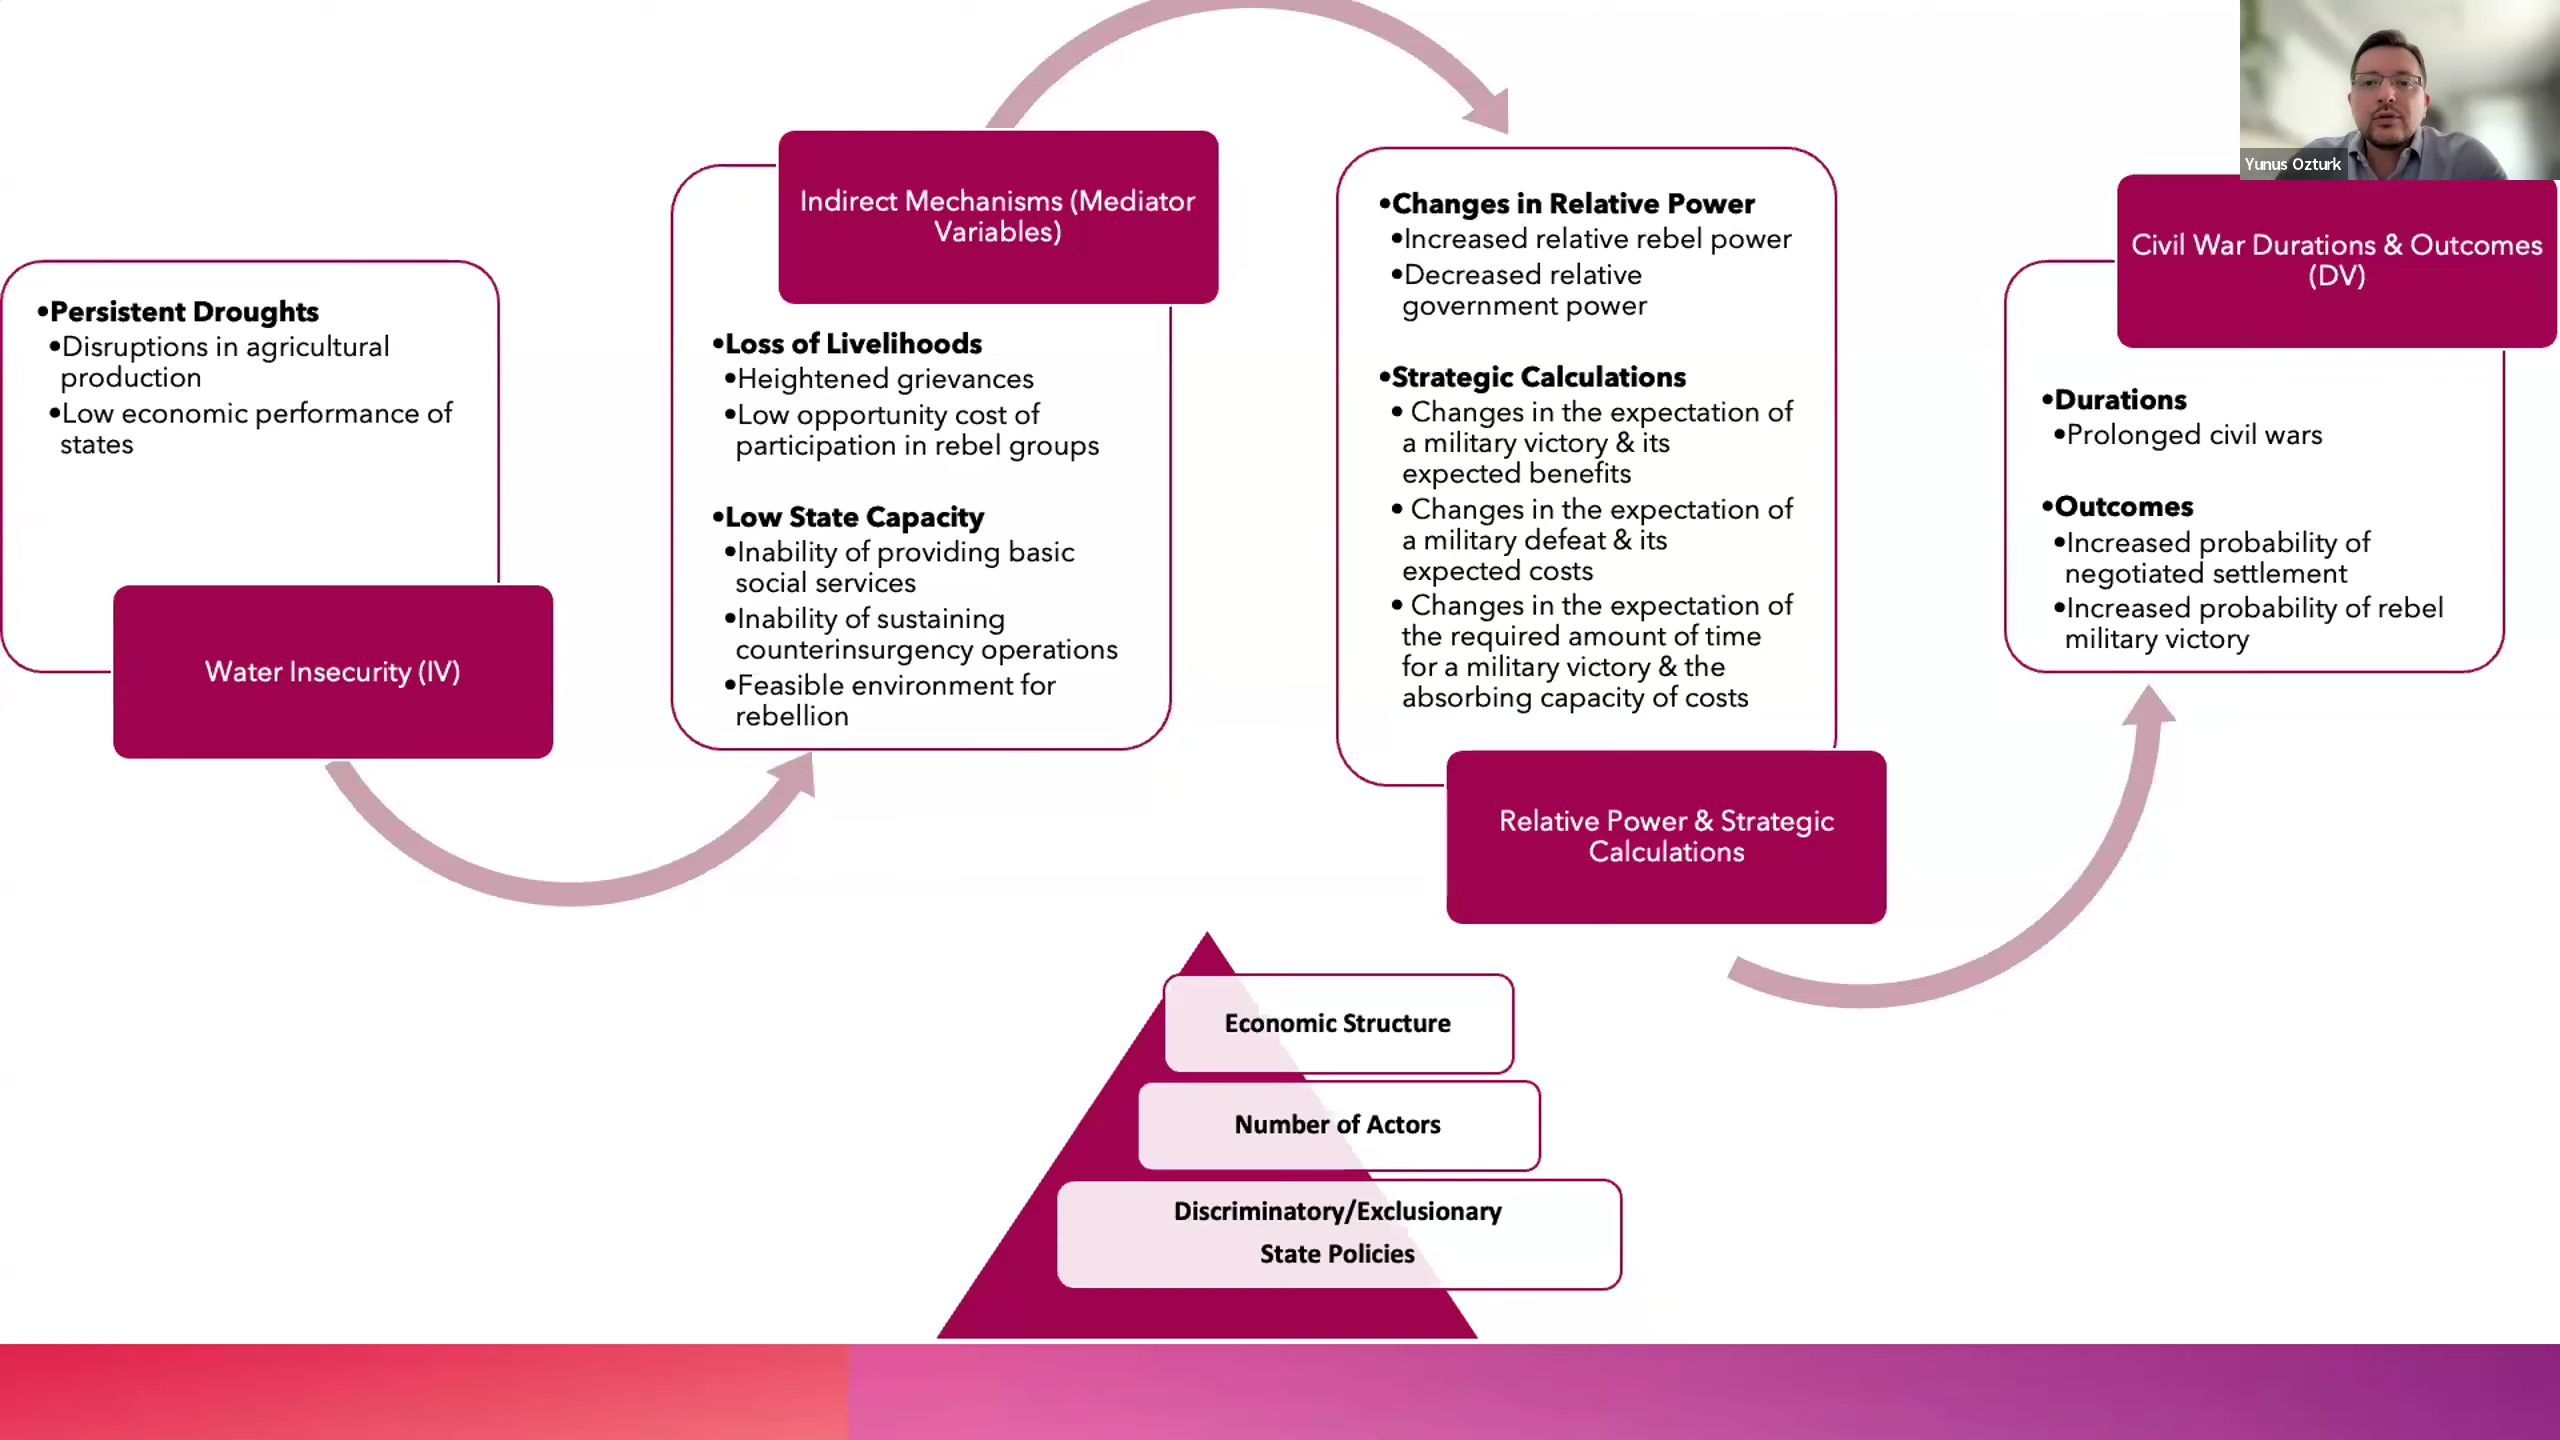 Yunus Ozturk
•Persistent Droughts
•Disruptions in agricultural
production
•Low economic performance of
states
Water Insecurity (IV)
Indirect Mechanisms (Mediator
Variables)
•Loss of Livelihoods
•Heightened grievances
•Low opportunity cost of
participation in rebel groups
•Low State Capacity
•Inability of providing basic
social services
•Inability of sustaining
counterinsurgency operations
•Feasible environment for
rebellion
•Changes in Relative Power
•Increased relative rebel power
•Decreased relative
government power
•Strategic Calculations
• Changes in the expectation of
a military victory & its
expected benefits
• Changes in the expectation of
a military defeat & its
expected costs
• Changes in the expectation of
the required amount of time
for a military victory & the
absorbing capacity of costs
Relative Power & Strategic
Calculations
Civil War Durations & Outcomes
(DV)
•Durations
•Prolonged civil wars
•Outcomes
•Increased probability of
negotiated settlement
•Increased probability of rebel
military victory
Economic Structure
Number of Actors
Discriminatory/Exclusionary
State Policies